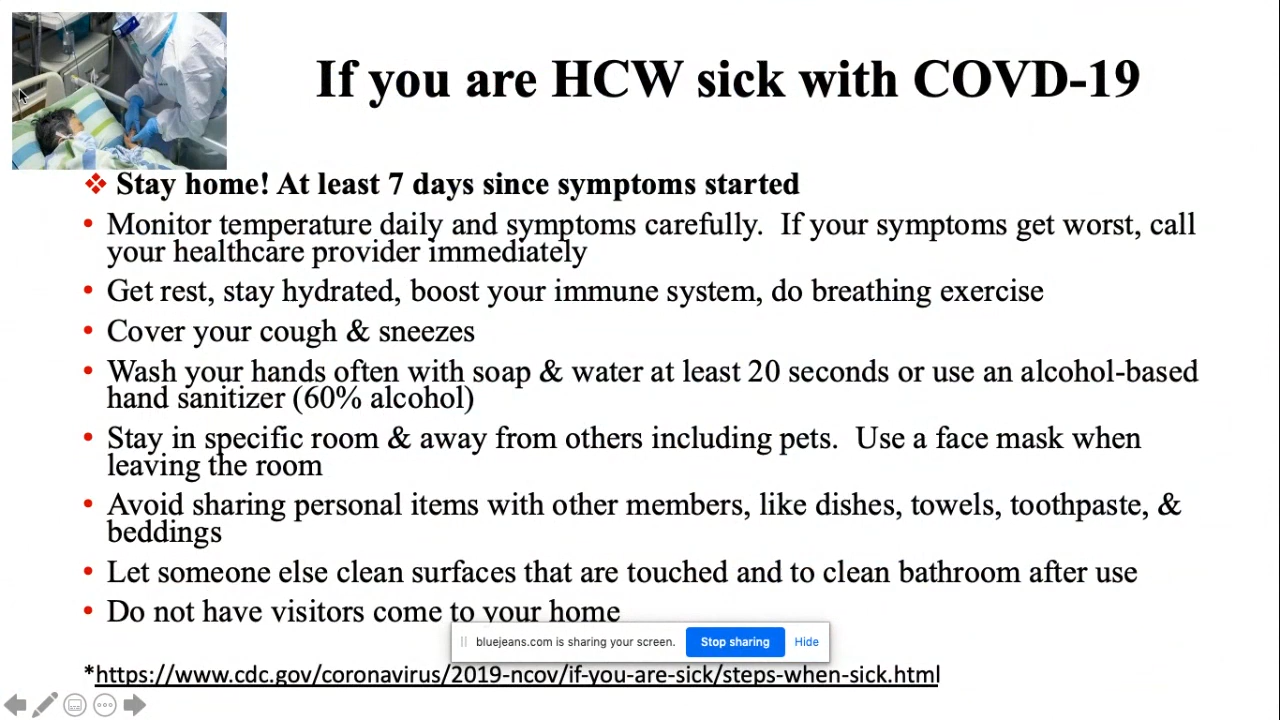 If you are HCW sick with COVD-19
❖ Stay home! At least 7 days since symptoms started
• Monitor temperature daily and symptoms carefully.  If your symptoms get worst, call
your healthcare provider immediately
• Get rest, stay hydrated, boost your immune system, do breathing exercise
• Cover your cough & sneezes
• Wash your hands often with soap & water at least 20 seconds or use an alcohol-based
hand sanitizer (60% alcohol)
• Stay in specific room & away from others including pets.  Use a face mask when
leaving the room
• Avoid sharing personal items with other members, like dishes, towels, toothpaste, &
beddings
• Let someone else clean surfaces that are touched and to clean bathroom after use
• Do not have visitors come to your home
bluejeans.com is sharing your screen. Stop sharing Hide
*https://www.cdc.gov/coronavirus/2019-ncov/if-you-are-sick/steps-when-sick.html